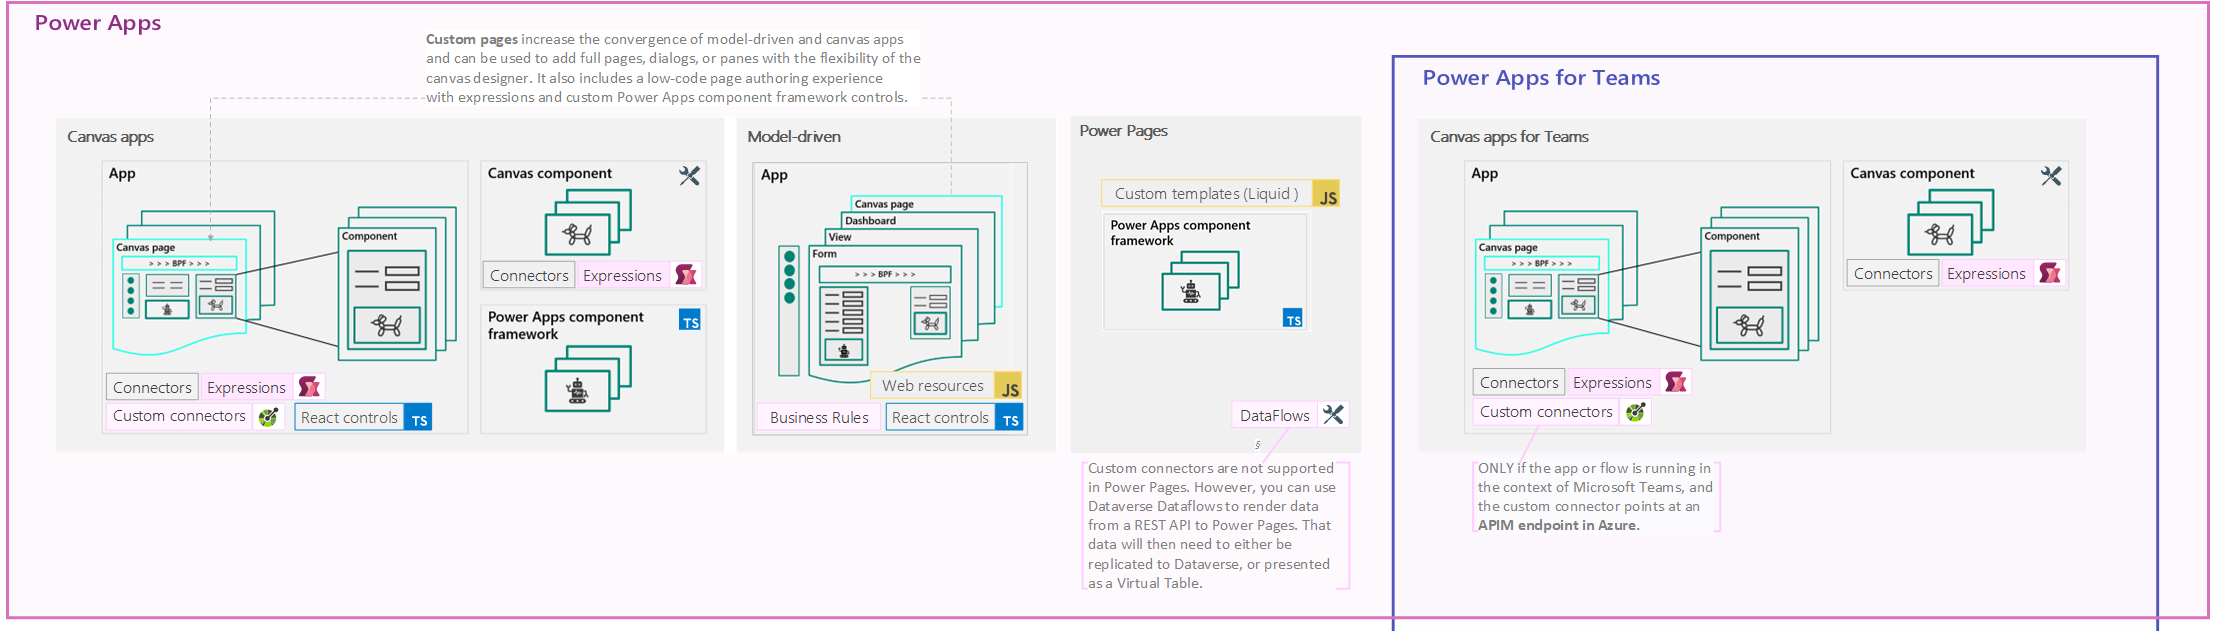 Power Apps
Custom pages increase the convergence of model-driven and canvas apps
and can be used to add full pages, dialogs, or panes with the flexibility of the
canvas designer. It also includes a low-code page authoring experience
with expressions and custom Power Apps component framework controls.
Canvas apps
App
Canvas page
> > > BPF > > >
Component
Connectors
Expressions
Custom connectors
React controls
TS
Canvas component
Connectors
Expressions
Power Apps component
framework
TS
Model-driven
App
Canvas page
Dashboard
View
Form
> > > BPF > > >
Web resources
JS
Business Rules
React controls
TS
Power Pages
Custom templates (Liquid )
JS
Power Apps component
framework
TS
DataFlows
§
Custom connectors are not supported
in Power Pages. However, you can use
Dataverse Dataflows to render data
from a REST API to Power Pages. That
data will then need to either be
replicated to Dataverse, or presented
as a Virtual Table.
Power Apps for Teams
Canvas apps for Teams
App
Canvas page
> > > BPF > > >
Component
Connectors
Expressions
Custom connectors
Canvas component
Connectors
Expressions
ONLY if the app or flow is running in
the context of Microsoft Teams, and
the custom connector points at an
APIM endpoint in Azure.